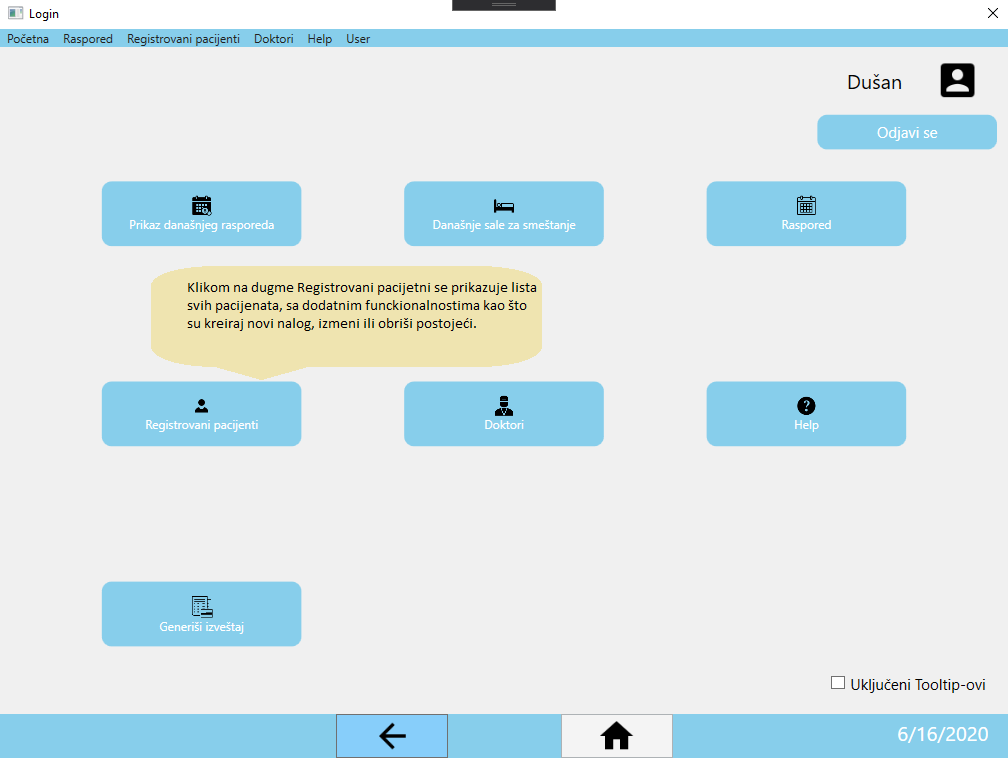 Login
Početna Raspored Registrovani pacijenti Doktori Help User
Dušan
Odjavi se
Prikaz današnjeg rasporeda
Današnje sale za smeštanje
Raspored
Klikom na dugme Registrovani pacijetni se prikazuje lista
svih pacijenata, sa dodatnim funckionalnostima kao što
su kreiraj novi nalog, izmeni ili obriši postojeći.
Registrovani pacijenti
Doktori
Help
Generiši izveštaj
Uključeni Tooltip-ovi
6/16/2020